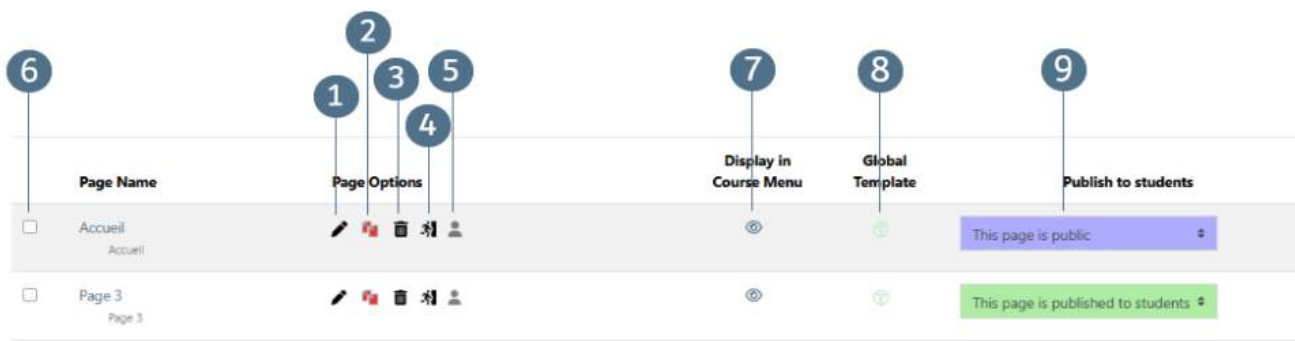 2
6
3
5
7
8
9
1
4
Page Name
Page Options
Display in
Course Menu
Global
Template
Publish to students
Accueil
Accueil
This page is public
Page 3
Page 3
This page is published to students